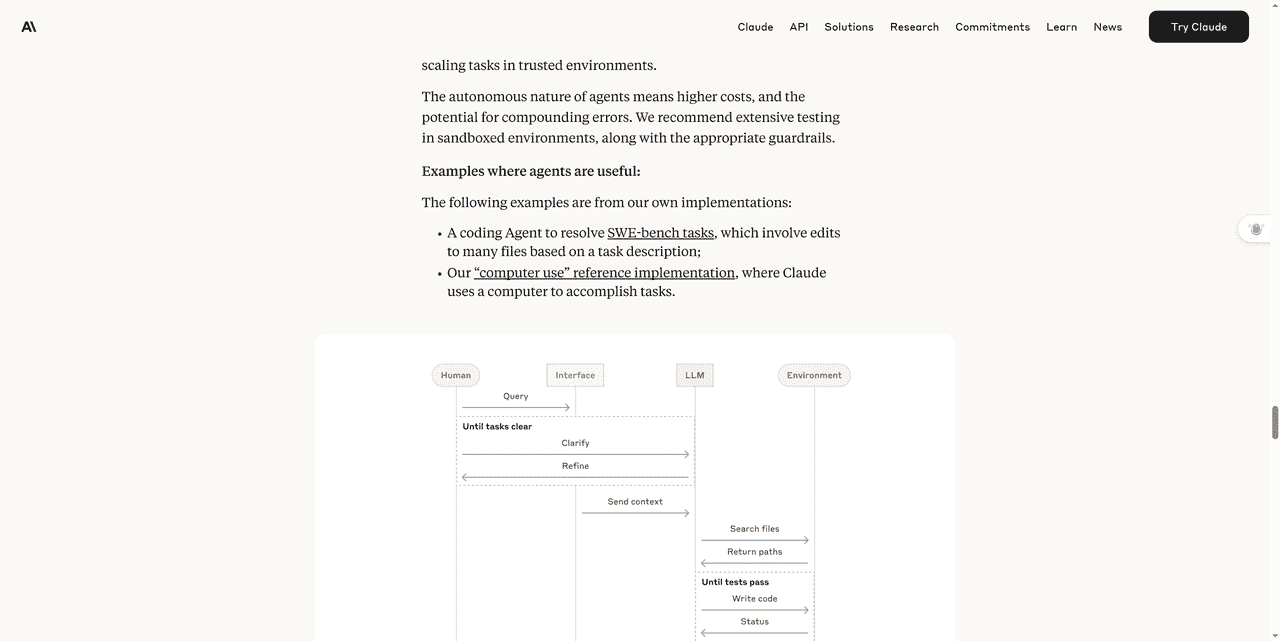 A\
Claude API Solutions Research Commitments Learn News Try Claude
scaling tasks in trusted environments.
The autonomous nature of agents means higher costs, and the
potential for compounding errors. We recommend extensive testing
in sandboxed environments, along with the appropriate guardrails.
Examples where agents are useful:
The following examples are from our own implementations:
• A coding Agent to resolve SWE-bench tasks, which involve edits
to many files based on a task description;
• Our “computer use” reference implementation, where Claude
uses a computer to accomplish tasks.
Human Interface LLM Environment
Query
Until tasks clear
Clarify
Refine
Send context
Search files
Return paths
Until tests pass
Write code
Status